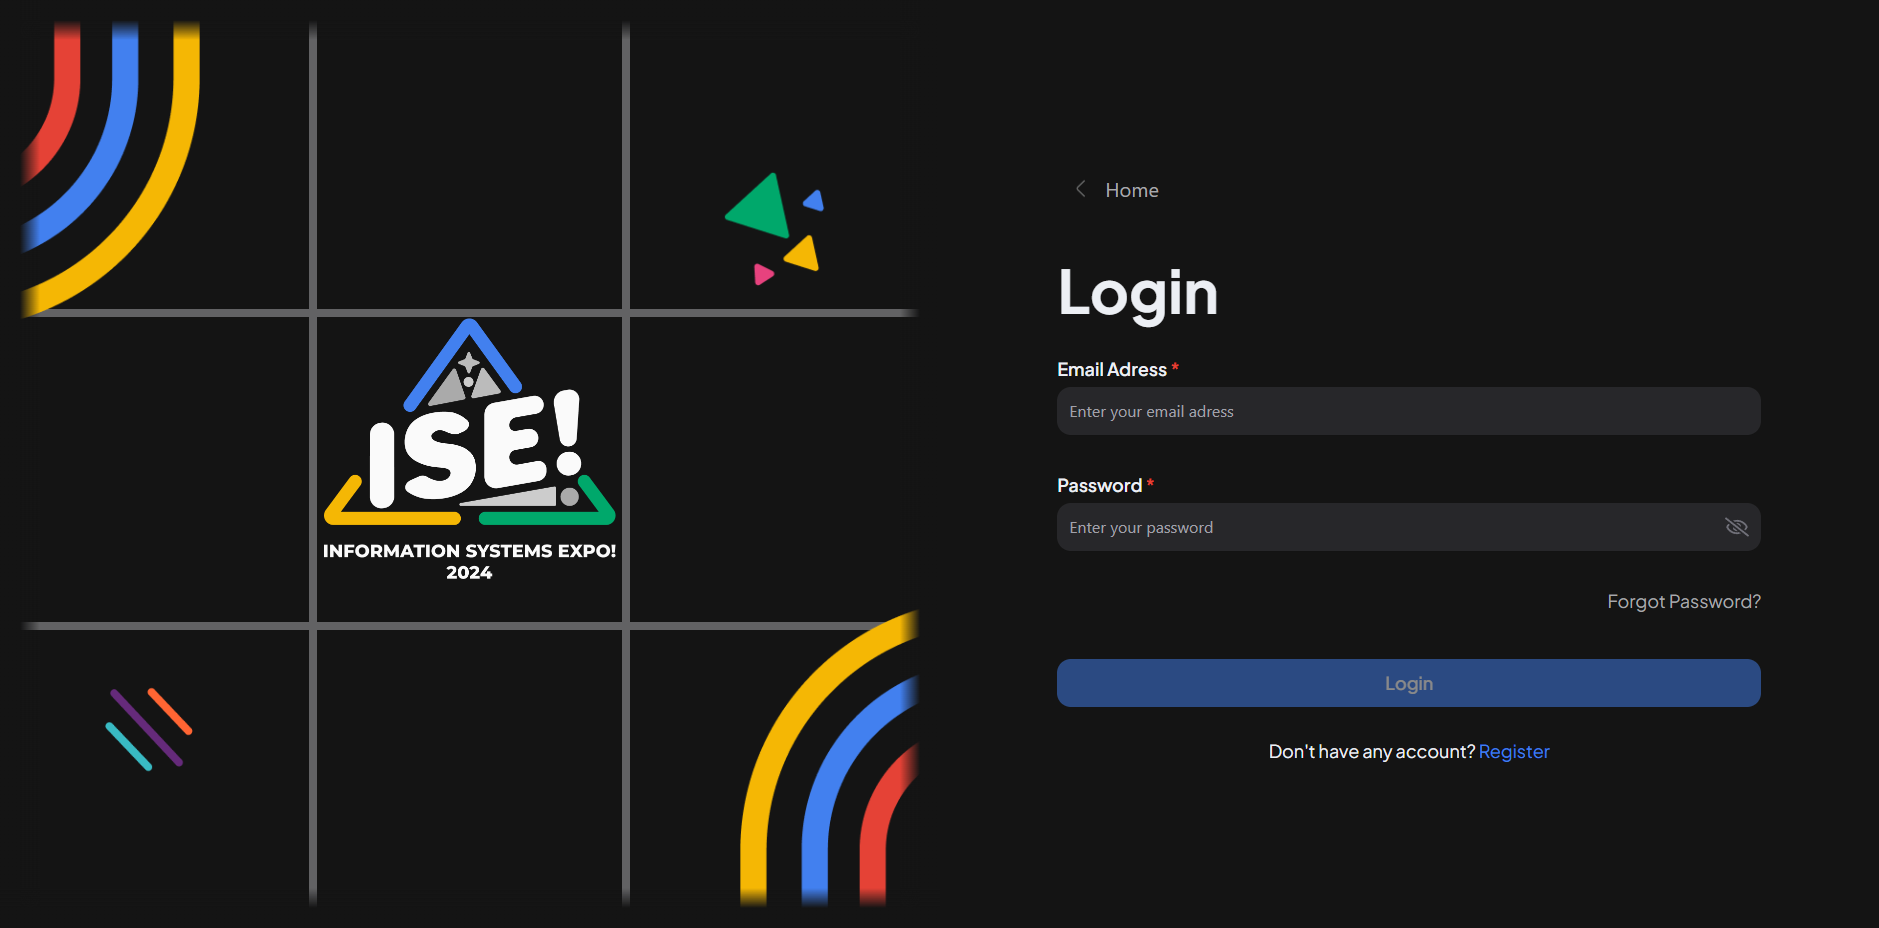 ISE!
INFORMATION SYSTEMS EXPO!
2024
Home
Login
Email Adress *
Enter your email adress
Password *
Enter your password
Forgot Password?
Login
Don't have any account? Register